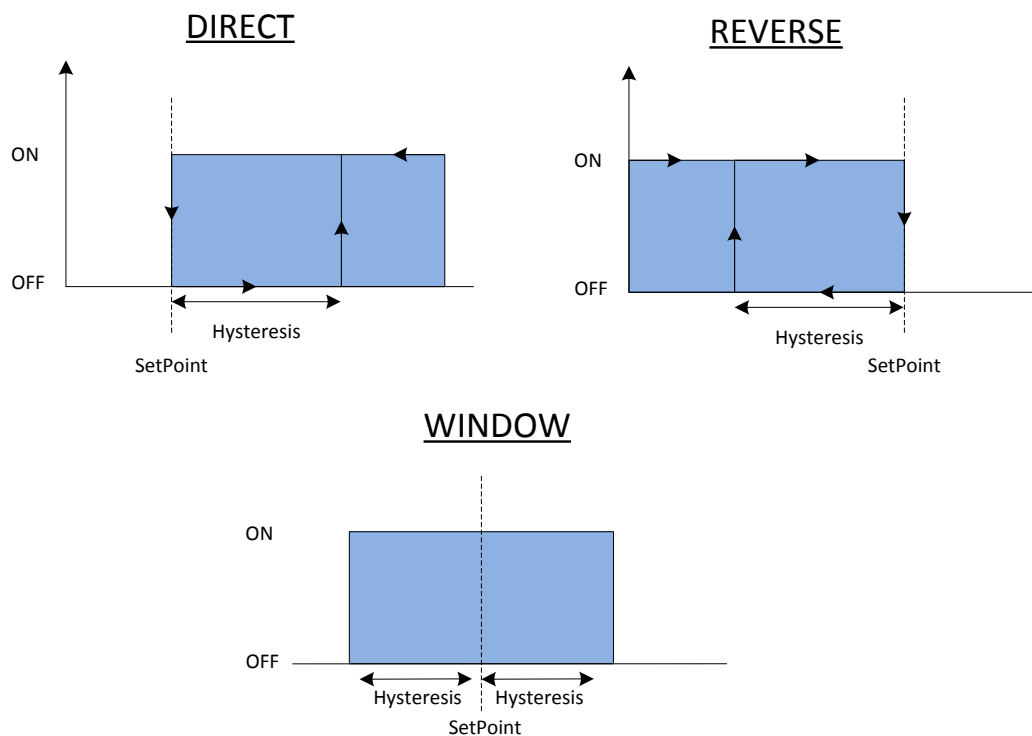 DIRECT
ON
OFF
Hysteresis
SetPoint
REVERSE
ON
OFF
Hysteresis
SetPoint
WINDOW
ON
OFF
Hysteresis
Hysteresis
SetPoint